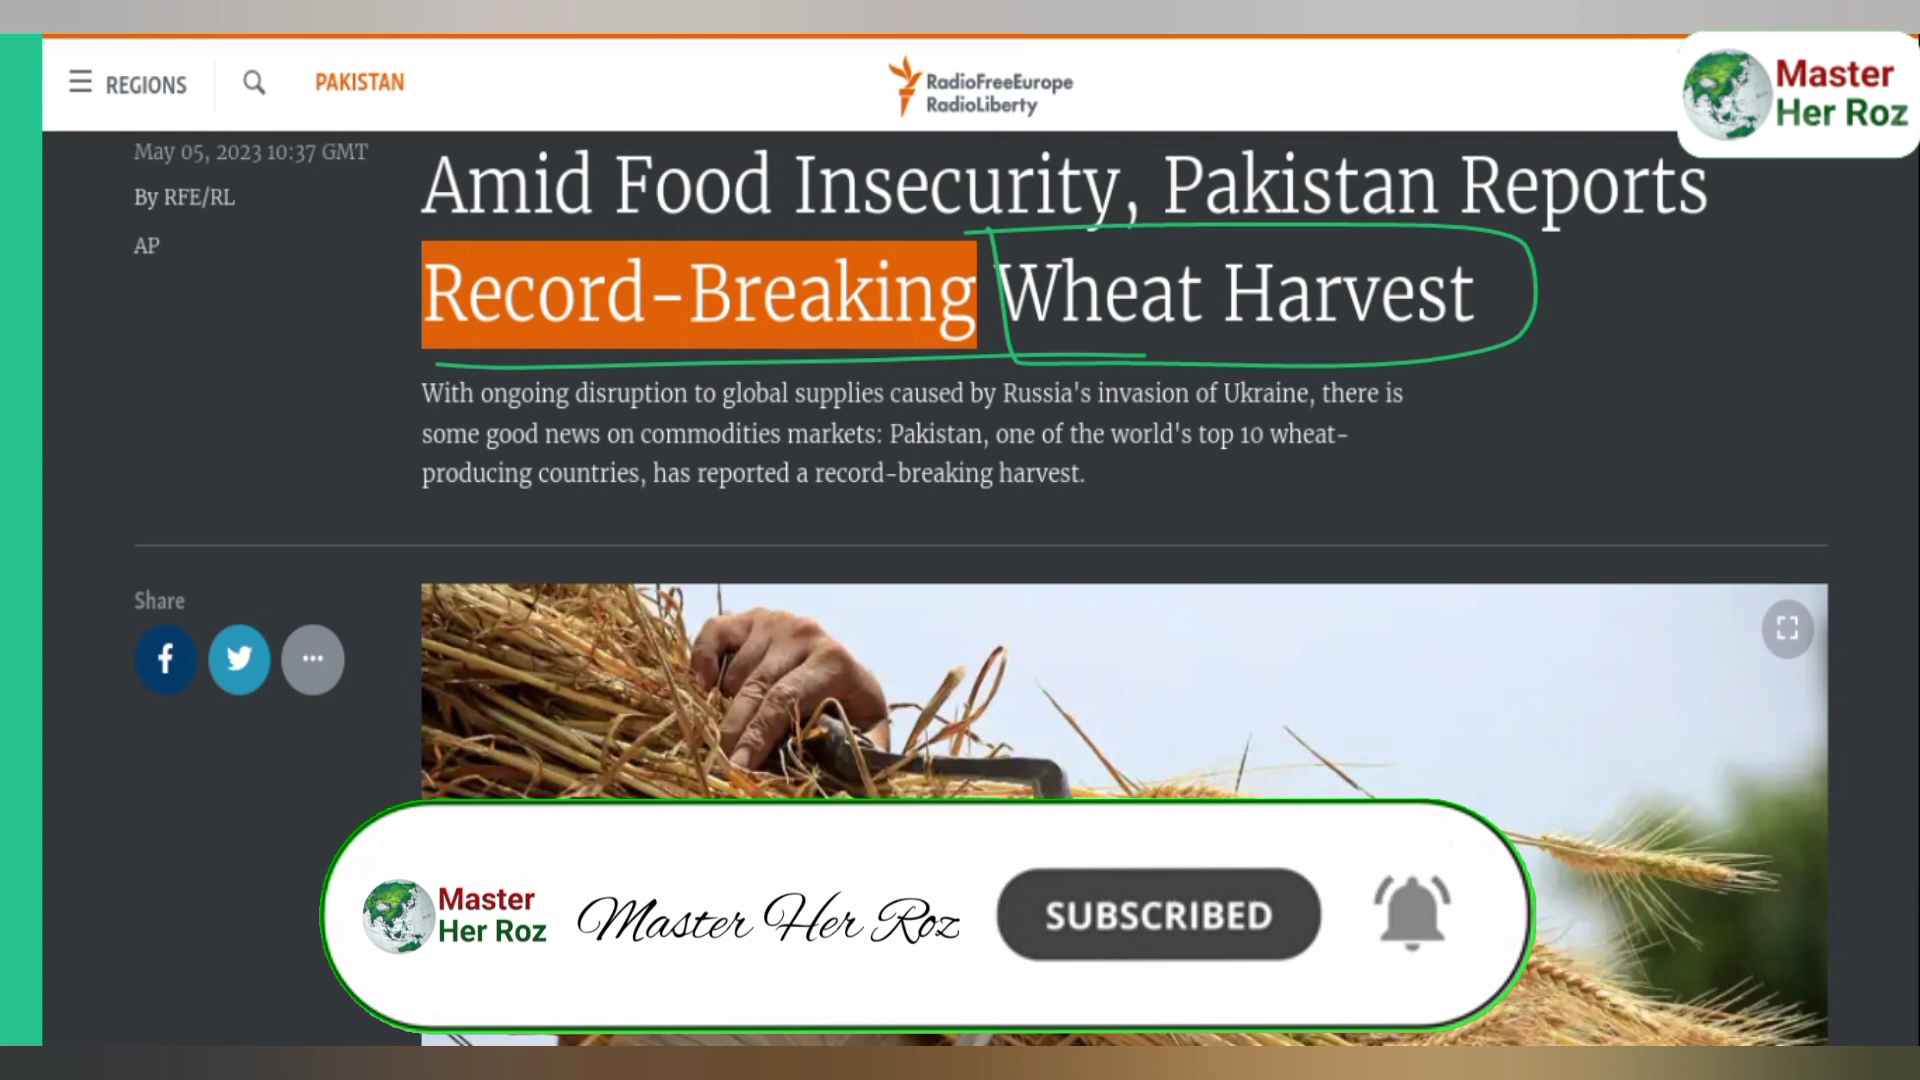 REGIONS
PAKISTAN
RadioFreeEurope
RadioLiberty
Master
Her Roz
May 05, 2023 10:37 GMT
By RFE/RL
AP
Amid Food Insecurity, Pakistan Reports
Record-Breaking Wheat Harvest
With ongoing disruption to global supplies caused by Russia's invasion of Ukraine, there is
some good news on commodities markets: Pakistan, one of the world's top 10 wheat-
producing countries, has reported a record-breaking harvest.
Share
Master
Her Roz
Master Her Roz
SUBSCRIBED